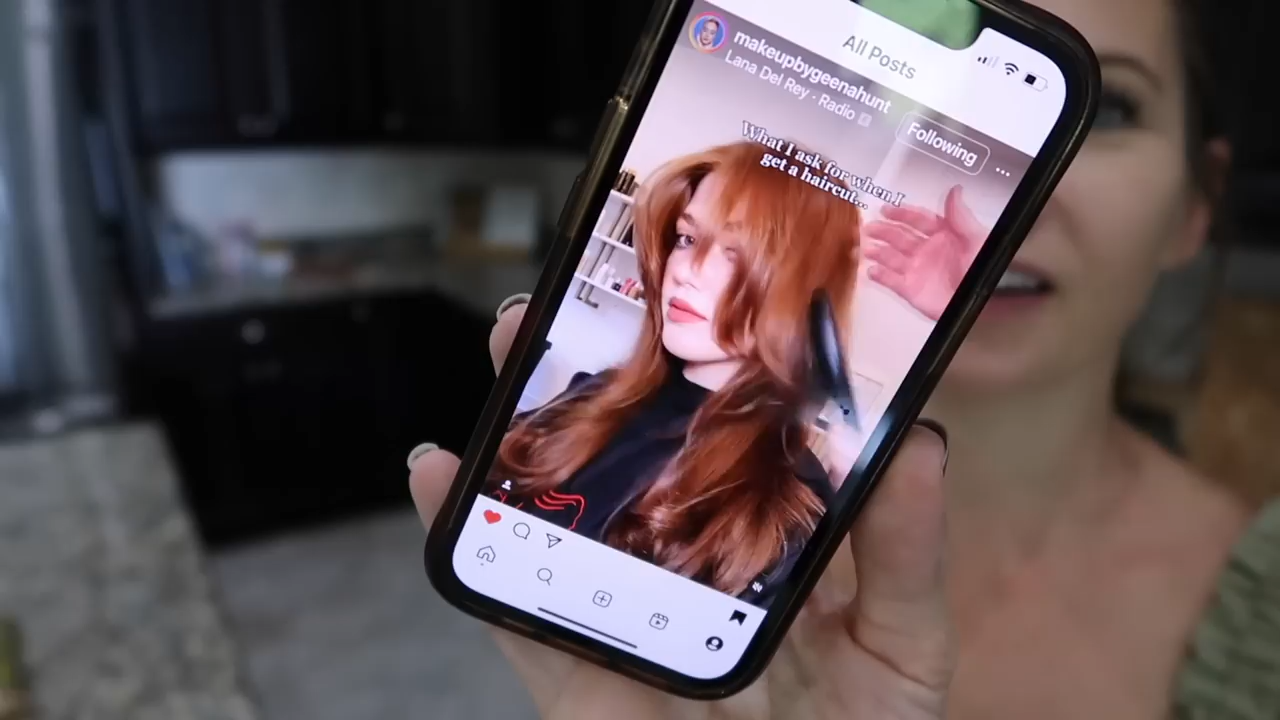 All Posts
makeupbygeenahunt
Lana Del Rey · Radio
Following
What I ask for when I
get a haircut...